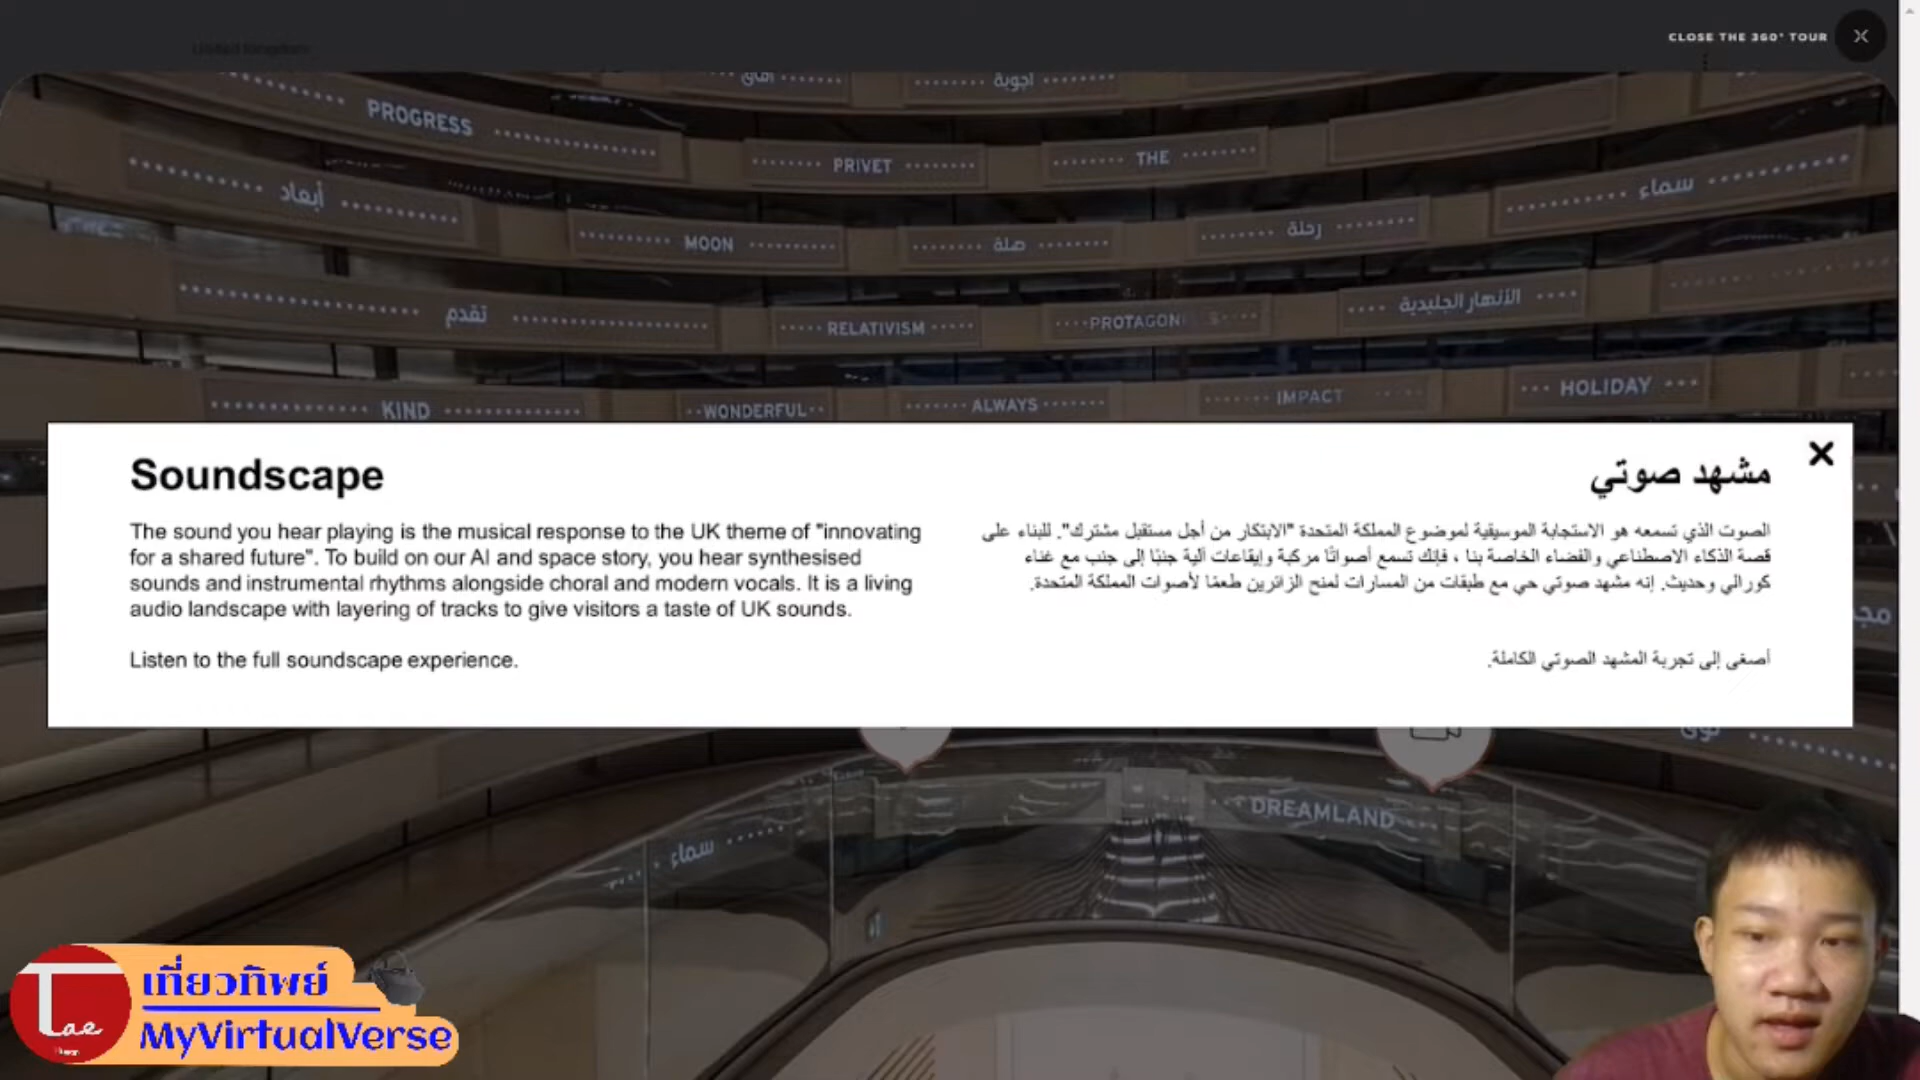 United Kingdom
CLOSE THE 360° TOUR
آفاق
أجوبة
PROGRESS
PRIVET
THE
أبعاد
سماء
MOON
صلة
رحلة
تقدم
RELATIVISM
PROTAGON
الأنهار الجليدية
KIND
WONDERFUL
ALWAYS
IMPACT
HOLIDAY
Soundscape
The sound you hear playing is the musical response to the UK theme of "innovating
for a shared future". To build on our AI and space story, you hear synthesised
sounds and instrumental rhythms alongside choral and modern vocals. It is a living
audio landscape with layering of tracks to give visitors a taste of UK sounds.
Listen to the full soundscape experience.
مشهد صوتي
الصوت الذي تسمعه هو الاستجابة الموسيقية لموضوع المملكة المتحدة "الابتكار من أجل مستقبل مشترك". للبناء على
قصة الذكاء الاصطناعي والفضاء الخاصة بنا ، فإنك تسمع أصواتًا مركبة وإيقاعات آلية جنبًا إلى جنب مع غناء
كورالي وحديث. إنه مشهد صوتي حي مع طبقات من المسارات لمنح الزائرين طعمًا لأصوات المملكة المتحدة.
أصغى إلى تجربة المشهد الصوتي الكاملة.
DREAMLAND
سماء
Tae
เที่ยวทิพย์
MyVirtualVerse